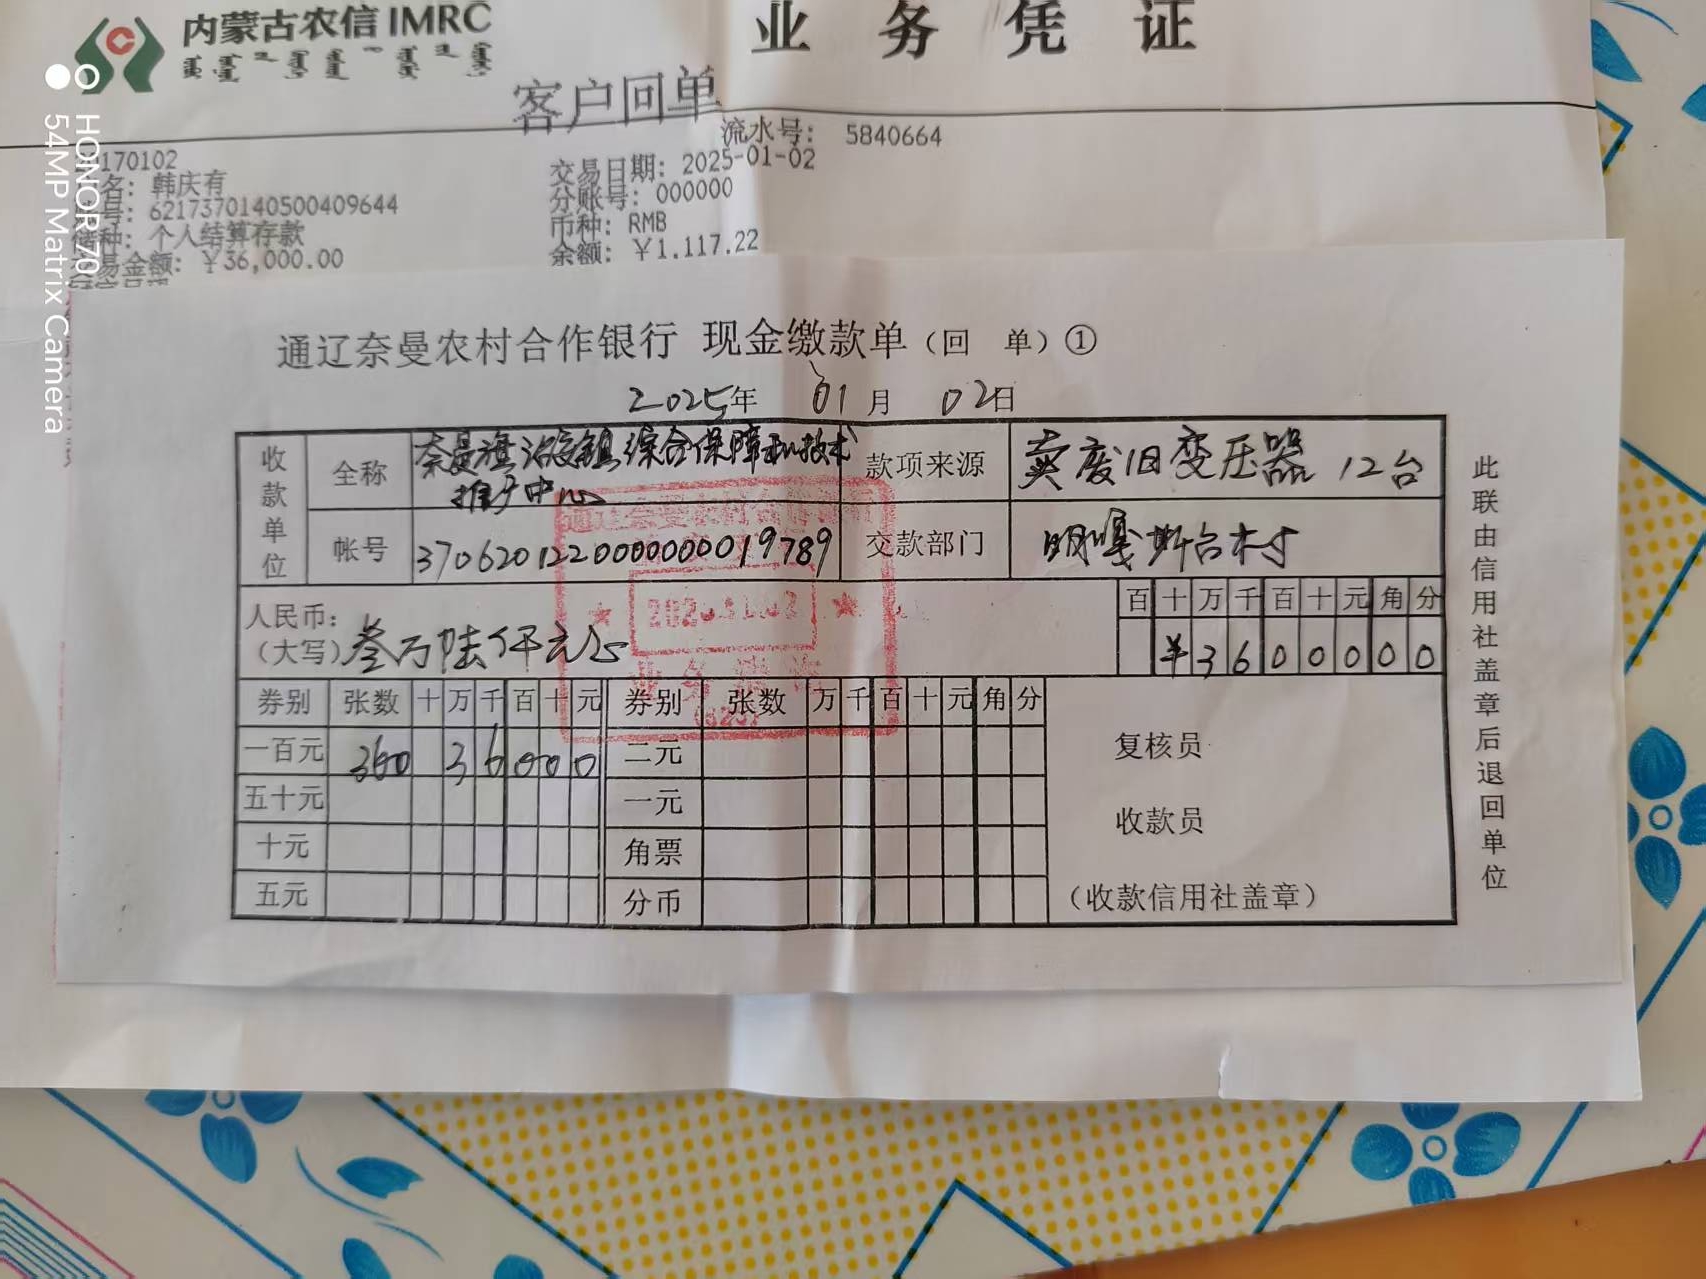 内蒙古农信 IMRC
业务凭证
客户回单
流水号: 5840664
170102
交易日期: 2025-01-02
名: 韩庆有
分账号: 000000
号: 6217370140500409644
币种: RMB
储种: 个人结算存款
余额: ¥1,117.22
交易金额: ¥36,000.00
HONOR 70
54MP Matrix Camera
通辽奈曼农村合作银行 现金缴款单(回 单)①
2025年 01月 02日
收款单位
全称
奈曼旗治安镇综合保障和技术
推广中心
款项来源
卖废旧变压器 12台
帐号
37062012200000000019789
交款部门
明嘎斯台村
人民币:
(大写)
叁万陆仟元
百 十 万 千 百 十 元 角 分
¥ 3 6 0 0 0 0 0
券别 张数 十 万 千 百 十 元 券别 张数 万 千 百 十 元 角 分
一百元 360 3 6 0 0 0 二元
五十元 一元
十元 角票
五元 分币
复核员
收款员
(收款信用社盖章)
此联由信用社盖章后退回单位